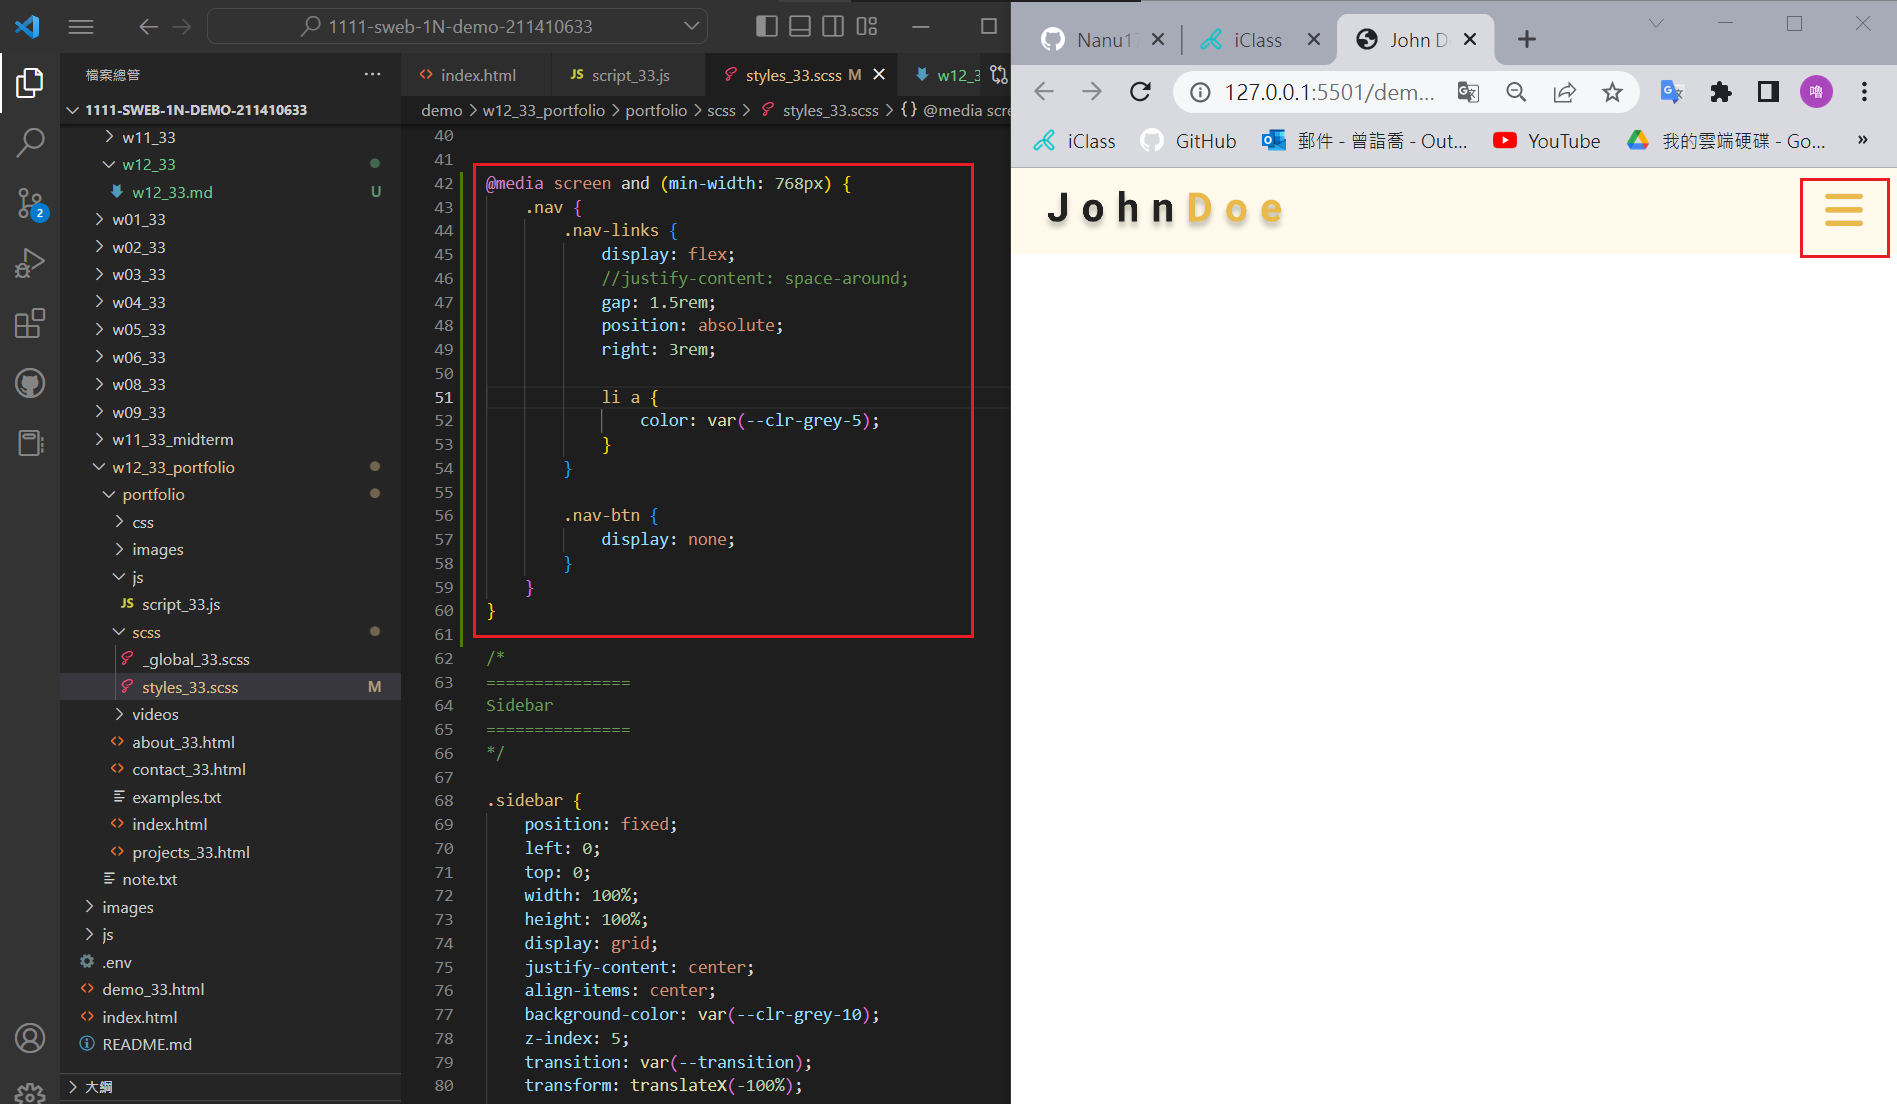 1111-sweb-1N-demo-211410633
檔案總管
1111-SWEB-1N-DEMO-211410633
w11_33
w12_33
w12_33.md U
w01_33
w02_33
w03_33
w04_33
w05_33
w06_33
w08_33
w09_33
w11_33_midterm
w12_33_portfolio
portfolio
css
images
js
JS script_33.js
scss
_global_33.scss
styles_33.scss M
videos
about_33.html
contact_33.html
examples.txt
index.html
projects_33.html
note.txt
images
js
.env
demo_33.html
index.html
README.md
大綱
2
index.html JS script_33.js styles_33.scss M w12_3
demo > w12_33_portfolio > portfolio > scss > styles_33.scss > {} @media scre
40
41
42 @media screen and (min-width: 768px) {
43 .nav {
44 .nav-links {
45 display: flex;
46 //justify-content: space-around;
47 gap: 1.5rem;
48 position: absolute;
49 right: 3rem;
50
51 li a {
52 color: var(--clr-grey-5);
53 }
54 }
55
56 .nav-btn {
57 display: none;
58 }
59 }
60 }
61
62 /*
63 ===============
64 Sidebar
65 ===============
66 */
67
68 .sidebar {
69 position: fixed;
70 left: 0;
71 top: 0;
72 width: 100%;
73 height: 100%;
74 display: grid;
75 justify-content: center;
76 align-items: center;
77 background-color: var(--clr-grey-10);
78 z-index: 5;
79 transition: var(--transition);
80 transform: translateX(-100%);
Nanu1 iClass John D
127.0.0.1:5501/dem... 嚕
iClass GitHub 郵件 - 曾詣喬 - Out... YouTube 我的雲端硬碟 - Go... »
JohnDoe